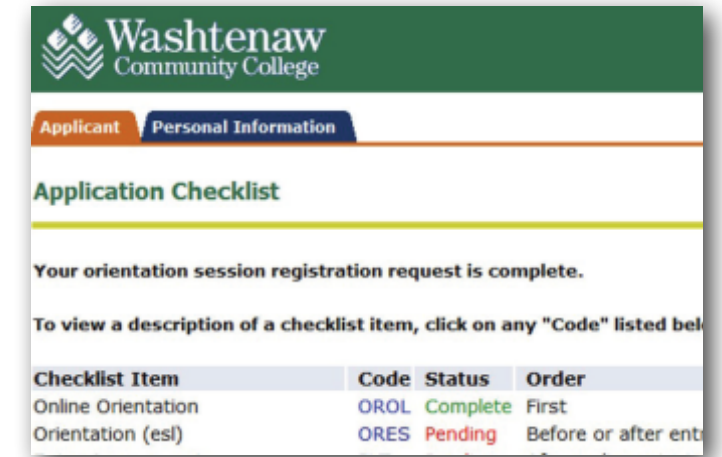 Washtenaw
Community College
Applicant Personal Information
Application Checklist
Your orientation session registration request is complete.
To view a description of a checklist item, click on any "Code" listed
Checklist Item Code Status Order
Online Orientation OROL Complete First
Orientation (esl) ORES Pending Before or after